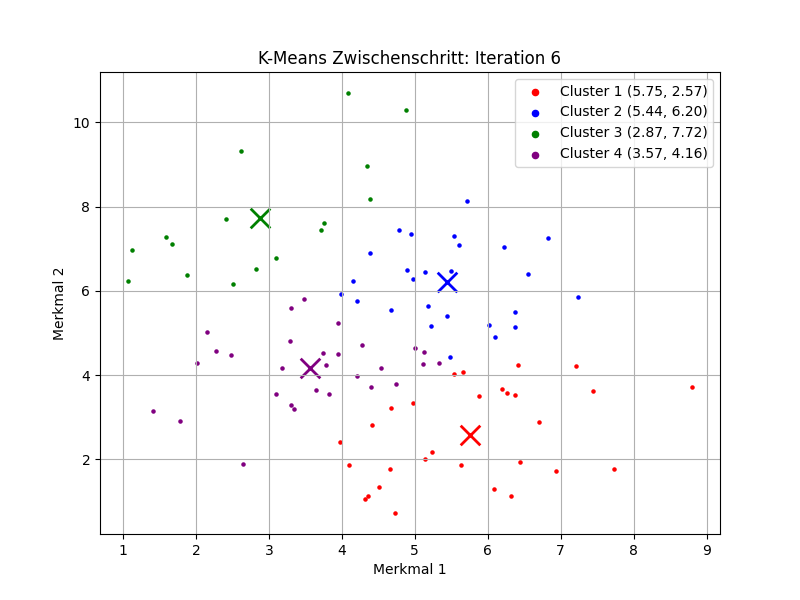 K-Means Zwischenschritt: Iteration 6
Cluster 1 (5.75, 2.57)
Cluster 2 (5.44, 6.20)
Cluster 3 (2.87, 7.72)
Cluster 4 (3.57, 4.16)
Merkmal 2
10
8
6
4
2
1 2 3 4 5 6 7 8 9
Merkmal 1